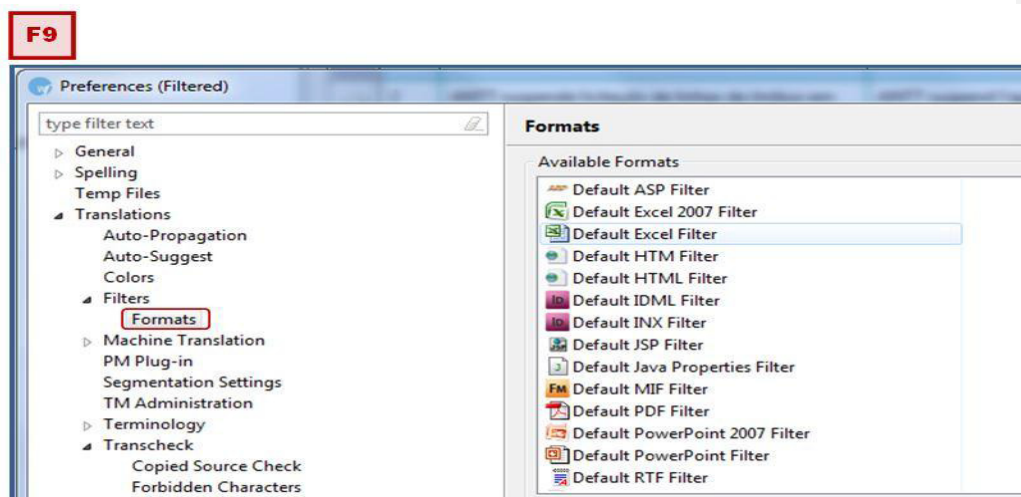 F9
Preferences (Filtered)
type filter text
General
Spelling
Temp Files
Translations
Auto-Propagation
Auto-Suggest
Colors
Filters
Formats
Machine Translation
PM Plug-in
Segmentation Settings
TM Administration
Terminology
Transcheck
Copied Source Check
Forbidden Characters
Formats
Available Formats
Default ASP Filter
Default Excel 2007 Filter
Default Excel Filter
Default HTM Filter
Default HTML Filter
Default IDML Filter
Default INX Filter
Default JSP Filter
Default Java Properties Filter
Default MIF Filter
Default PDF Filter
Default PowerPoint 2007 Filter
Default PowerPoint Filter
Default RTF Filter